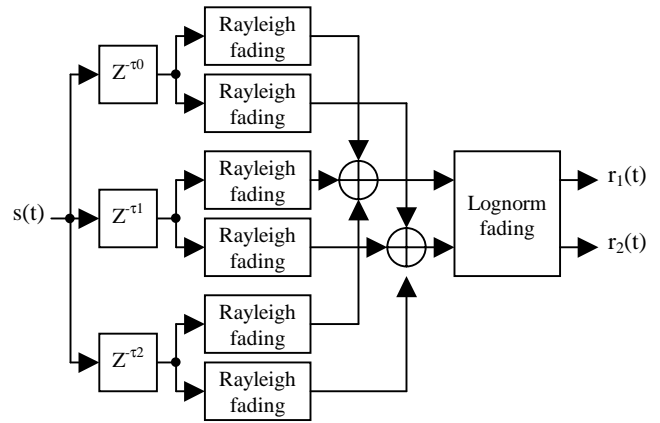 Rayleigh
fading
Z-τ0
Rayleigh
fading
Rayleigh
fading
r1(t)
s(t)
Z-τ1
Lognorm
fading
Rayleigh
fading
r2(t)
Rayleigh
fading
Z-τ2
Rayleigh
fading